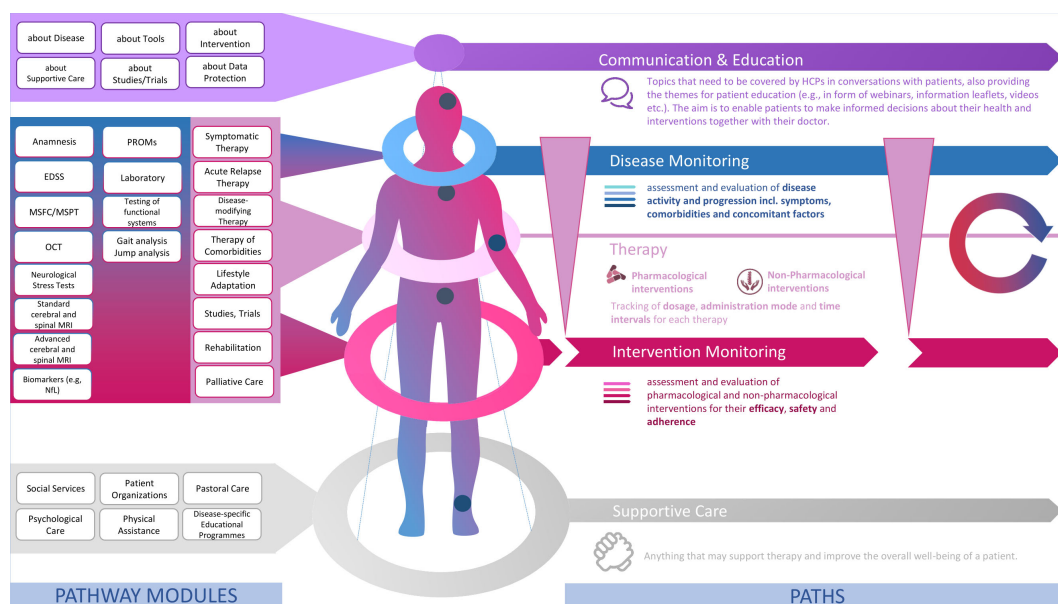 about Disease
about Tools
about
Intervention
about
Supportive Care
about
Studies/Trials
about Data
Protection
Anamnesis
PROMs
Symptomatic
Therapy
EDSS
Laboratory
Acute Relapse
Therapy
MSFC/MSPT
Testing of
functional
systems
Disease-
modifying
Therapy
OCT
Gait analysis
Jump analysis
Therapy of
Comorbidities
Neurological
Stress Tests
Lifestyle
Adaptation
Standard
cerebral and
spinal MRI
Studies, Trials
Advanced
cerebral and
spinal MRI
Rehabilitation
Biomarkers (e.g,
NfL)
Palliative Care
Social Services
Patient
Organizations
Pastoral Care
Psychological
Care
Physical
Assistance
Disease-specific
Educational
Programmes
PATHWAY MODULES
Communication & Education
Topics that need to be covered by HCPs in conversations with patients, also providing
the themes for patient education (e.g., in form of webinars, information leaflets, videos
etc.). The aim is to enable patients to make informed decisions about their health and
interventions together with their doctor.
Disease Monitoring
assessment and evaluation of disease
activity and progression incl. symptoms,
comorbidities and concomitant factors
Therapy
Pharmacological
interventions
Non-Pharmacological
interventions
Tracking of dosage, administration mode and time
intervals for each therapy
Intervention Monitoring
assessment and evaluation of
pharmacological and non-pharmacological
interventions for their efficacy, safety and
adherence
Supportive Care
Anything that may support therapy and improve the overall well-being of a patient.
PATHS